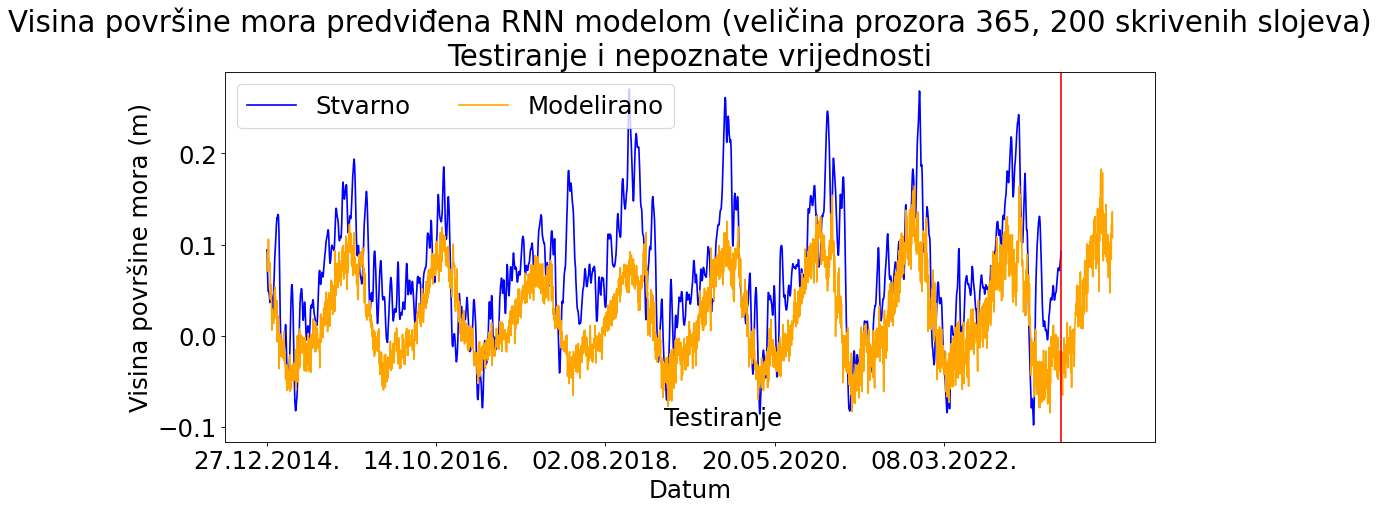 Visina površine mora predviđena RNN modelom (veličina prozora 365, 200 skrivenih slojeva)
Testiranje i nepoznate vrijednosti
Stvarno
Modelirano
Visina površine mora (m)
0.2
0.1
0.0
−0.1
Testiranje
27.12.2014.
14.10.2016.
02.08.2018.
20.05.2020.
08.03.2022.
Datum